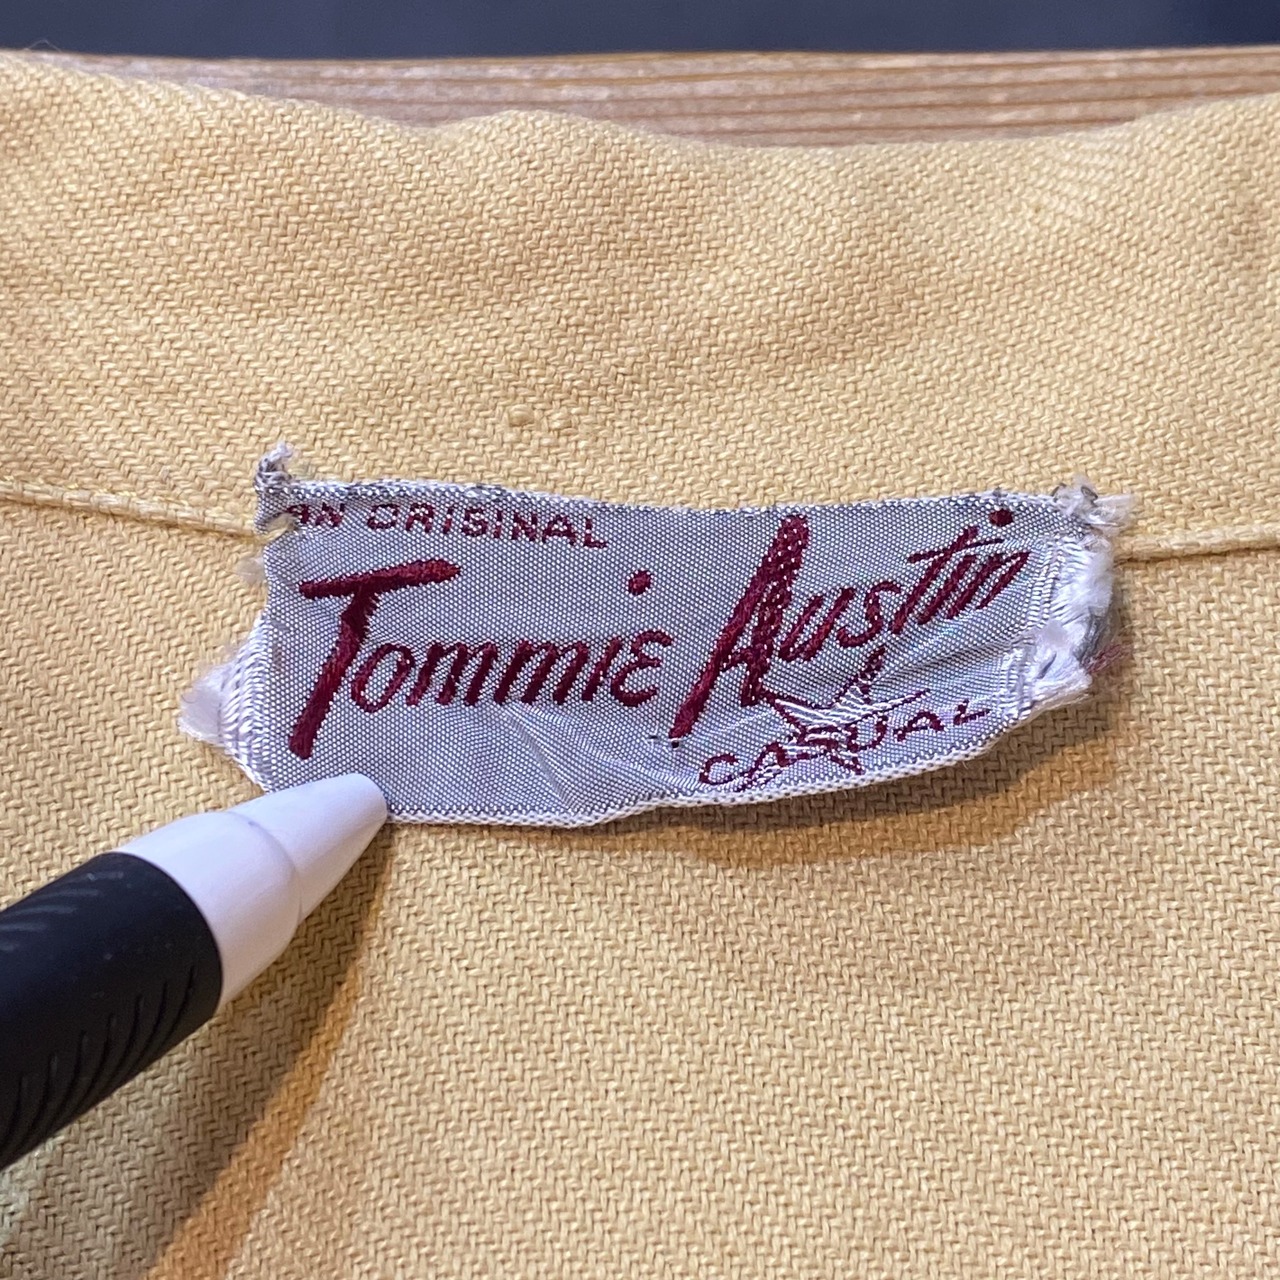 AN ORIGINAL
Tommie Austin
CASUAL